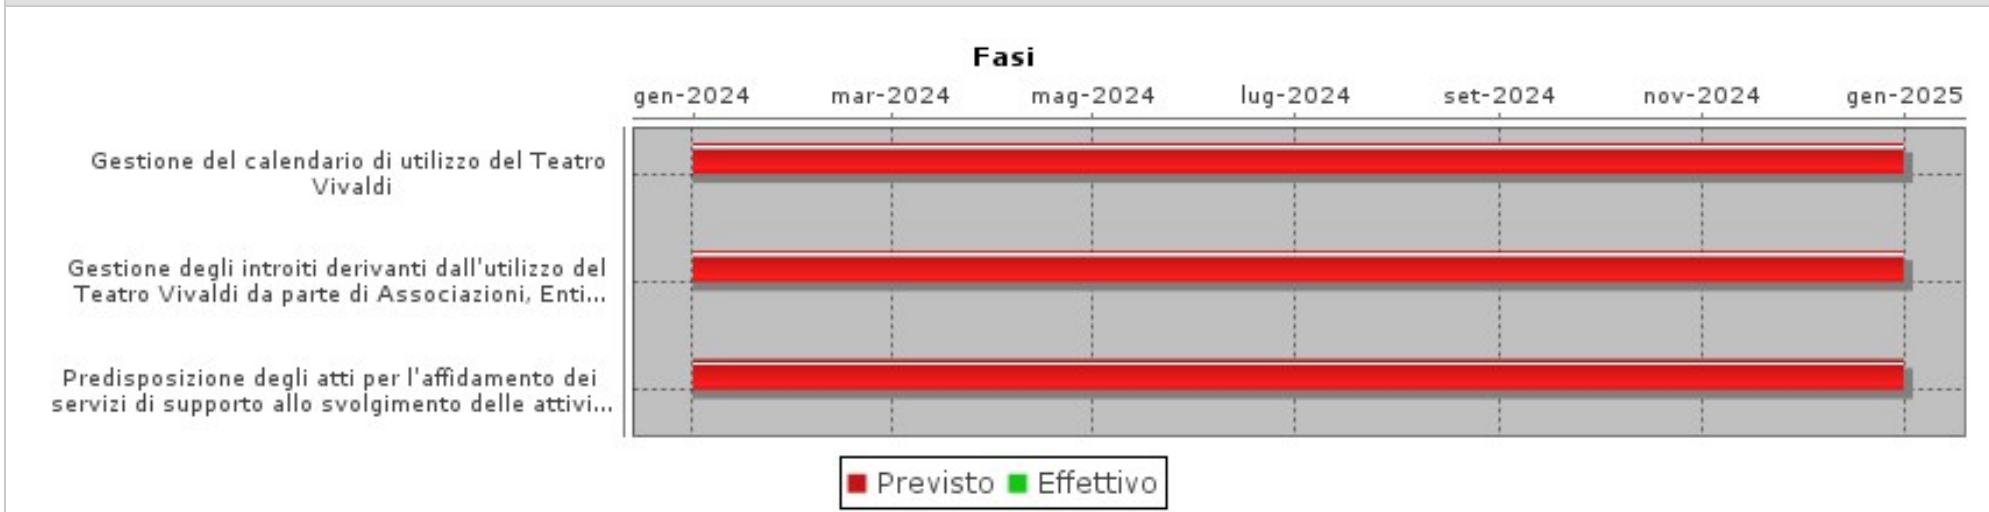 Fasi
gen-2024 mar-2024 mag-2024 lug-2024 set-2024 nov-2024 gen-2025
Gestione del calendario di utilizzo del Teatro
Vivaldi
Gestione degli introiti derivanti dall'utilizzo del
Teatro Vivaldi da parte di Associazioni, Enti...
Predisposizione degli atti per l'affidamento dei
servizi di supporto allo svolgimento delle attivi...
Previsto Effettivo